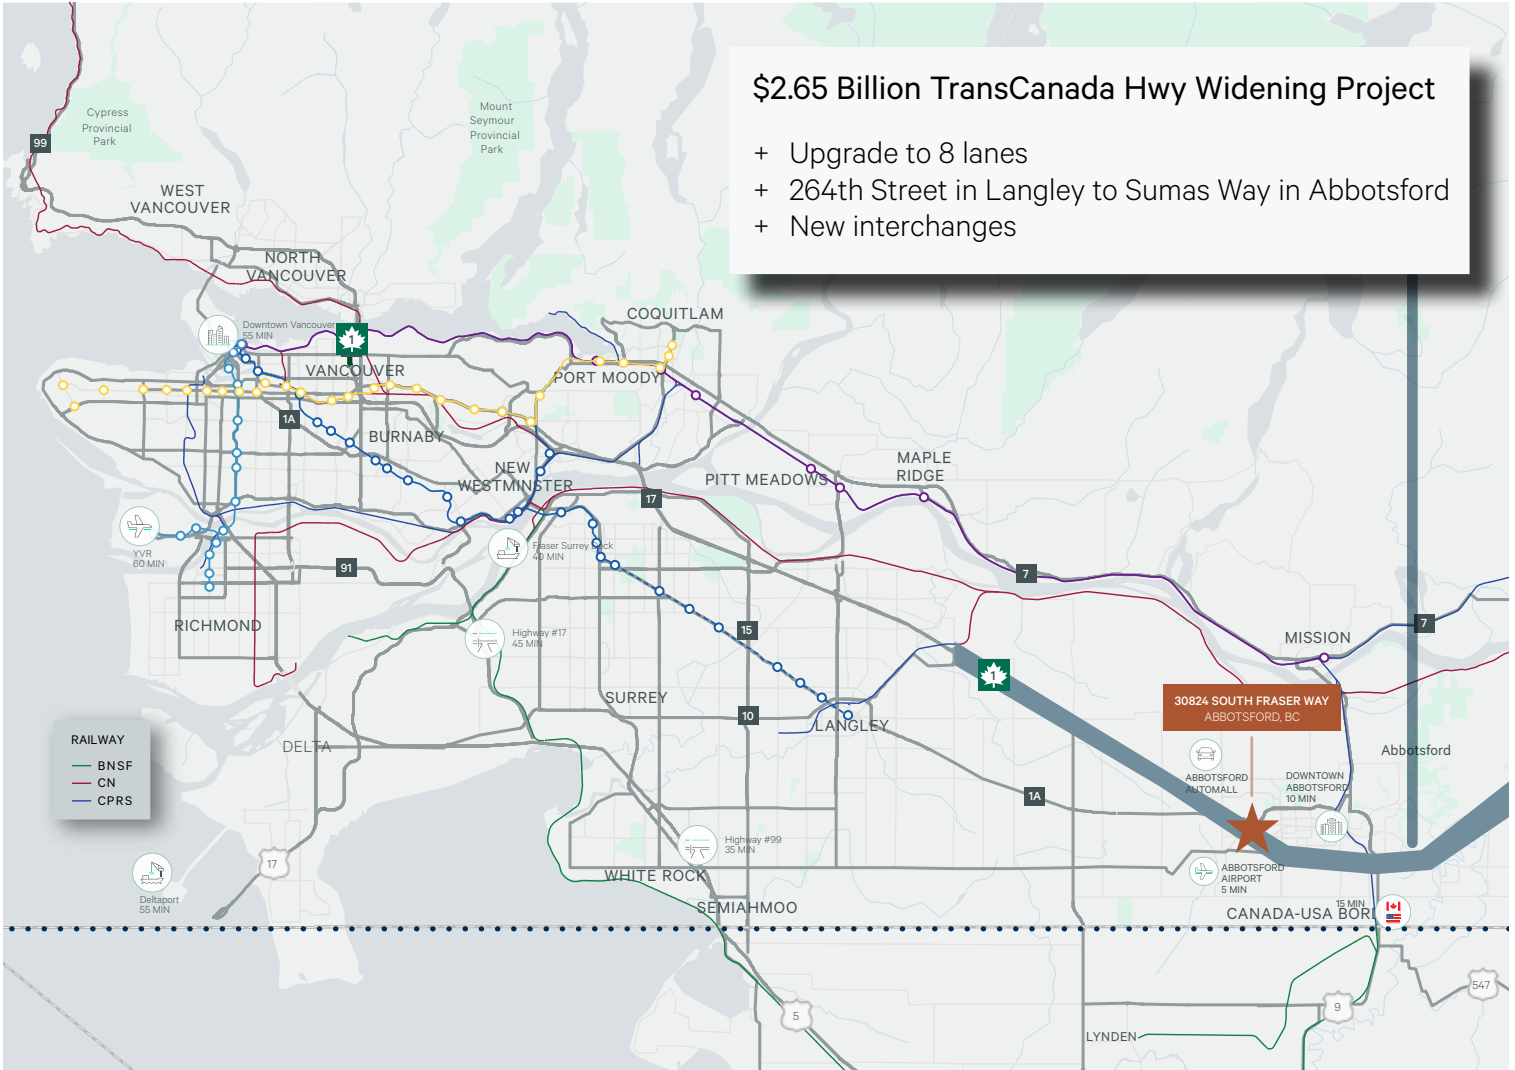 $2.65 Billion TransCanada Hwy Widening Project
+ Upgrade to 8 lanes
+ 264th Street in Langley to Sumas Way in Abbotsford
+ New interchanges
Cypress
Provincial
Park
Mount
Seymour
Provincial
Park
99
WEST
VANCOUVER
NORTH
VANCOUVER
COQUITLAM
Downtown Vancouver
55 MIN
1
VANCOUVER
PORT MOODY
1A
BURNABY
NEW
WESTMINSTER
17
PITT MEADOWS
MAPLE
RIDGE
YVR
60 MIN
Fraser Surrey Dock
40 MIN
91
7
RICHMOND
Highway #17
45 MIN
15
7
MISSION
1
SURREY
10
LANGLEY
30824 SOUTH FRASER WAY
ABBOTSFORD, BC
DELTA
RAILWAY
BNSF
CN
CPRS
Abbotsford
ABBOTSFORD
AUTOMALL
DOWNTOWN
ABBOTSFORD
10 MIN
1A
Highway #99
35 MIN
17
WHITE ROCK
ABBOTSFORD
AIRPORT
5 MIN
Deltaport
55 MIN
SEMIAHMOO
15 MIN
CANADA-USA BORD
5
9
547
LYNDEN